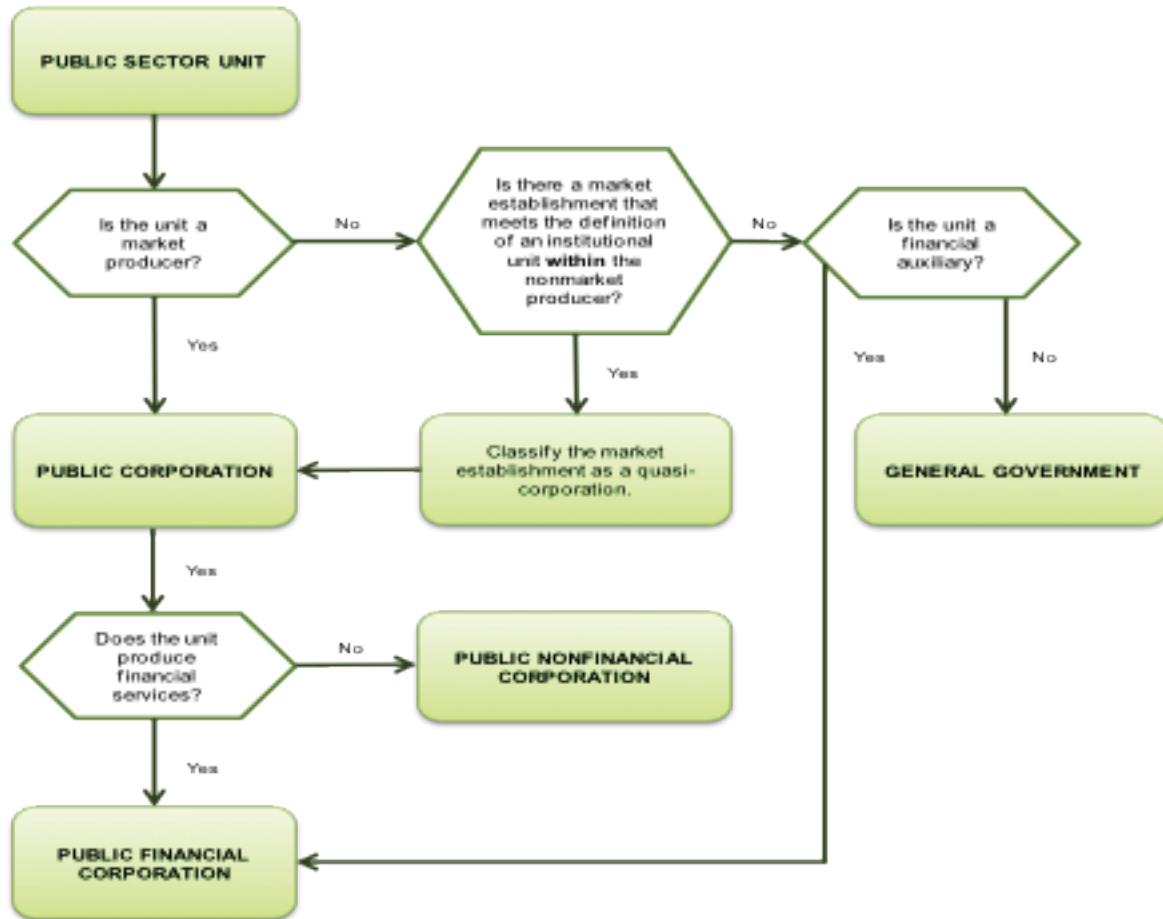 PUBLIC SECTOR UNIT
Is the unit a
market
producer?
No
Is there a market
establishment that
meets the definition
of an institutional
unit within the
nonmarket
producer?
No
Is the unit a
financial
auxiliary?
Yes
Yes
Yes
No
PUBLIC CORPORATION
Classify the market
establishment as a quasi-
corporation.
GENERAL GOVERNMENT
Yes
Does the unit
produce
financial
services?
No
PUBLIC NONFINANCIAL
CORPORATION
Yes
PUBLIC FINANCIAL
CORPORATION